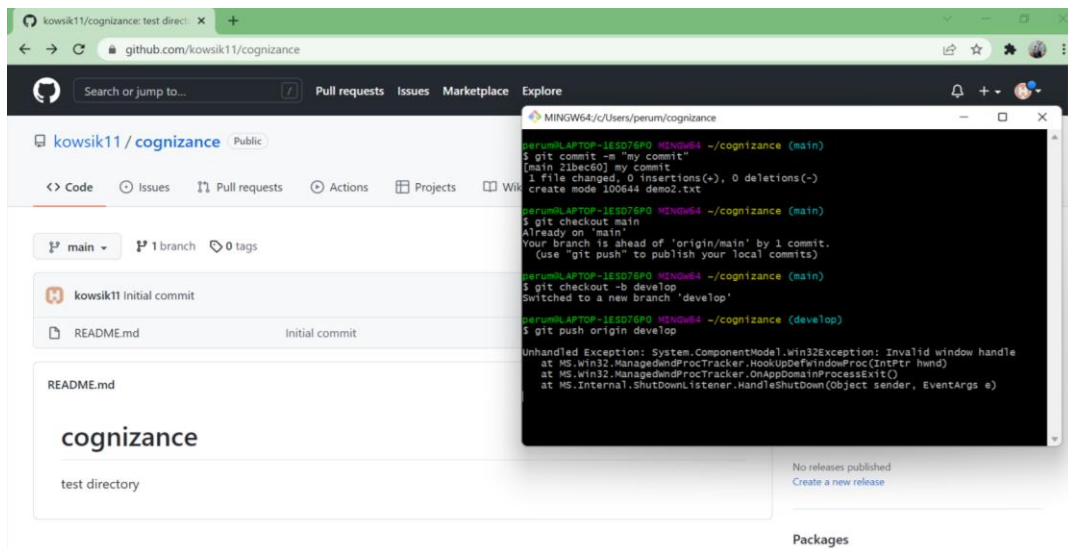 kowsik11/cognizance: test direct
github.com/kowsik11/cognizance
Search or jump to... / Pull requests Issues Marketplace Explore
kowsik11 / cognizance Public
<> Code Issues Pull requests Actions Projects Wik
main 1 branch 0 tags
kowsik11 Initial commit
README.md Initial commit
README.md
cognizance
test directory
MINGW64:/c/Users/perum/cognizance
perum@LAPTOP-1ESD76P0 MINGW64 ~/cognizance (main)
$ git commit -m "my commit"
[main 21bec60] my commit
1 file changed, 0 insertions(+), 0 deletions(-)
create mode 100644 demo2.txt
perum@LAPTOP-1ESD76P0 MINGW64 ~/cognizance (main)
$ git checkout main
Already on 'main'
Your branch is ahead of 'origin/main' by 1 commit.
(use "git push" to publish your local commits)
perum@LAPTOP-1ESD76P0 MINGW64 ~/cognizance (main)
$ git checkout -b develop
Switched to a new branch 'develop'
perum@LAPTOP-1ESD76P0 MINGW64 ~/cognizance (develop)
$ git push origin develop
Unhandled Exception: System.ComponentModel.Win32Exception: Invalid window handle
at MS.Win32.ManagedWndProcTracker.HookUpDefWindowProc(IntPtr hwnd)
at MS.Win32.ManagedWndProcTracker.OnAppDomainProcessExit()
at MS.Internal.ShutDownListener.HandleShutDown(Object sender, EventArgs e)
No releases published
Create a new release
Packages